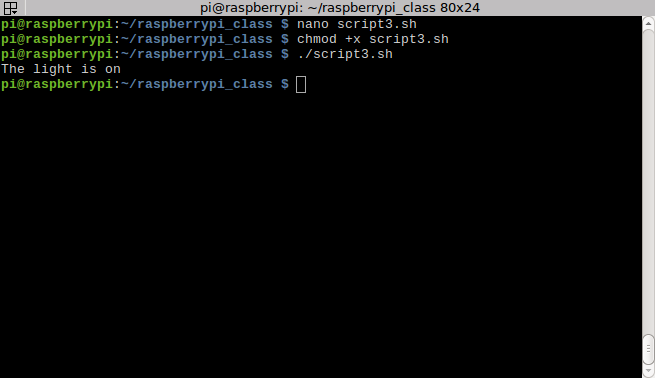 pi@raspberrypi: ~/raspberrypi_class 80x24
pi@raspberrypi:~/raspberrypi_class $ nano script3.sh
pi@raspberrypi:~/raspberrypi_class $ chmod +x script3.sh
pi@raspberrypi:~/raspberrypi_class $ ./script3.sh
The light is on
pi@raspberrypi:~/raspberrypi_class $